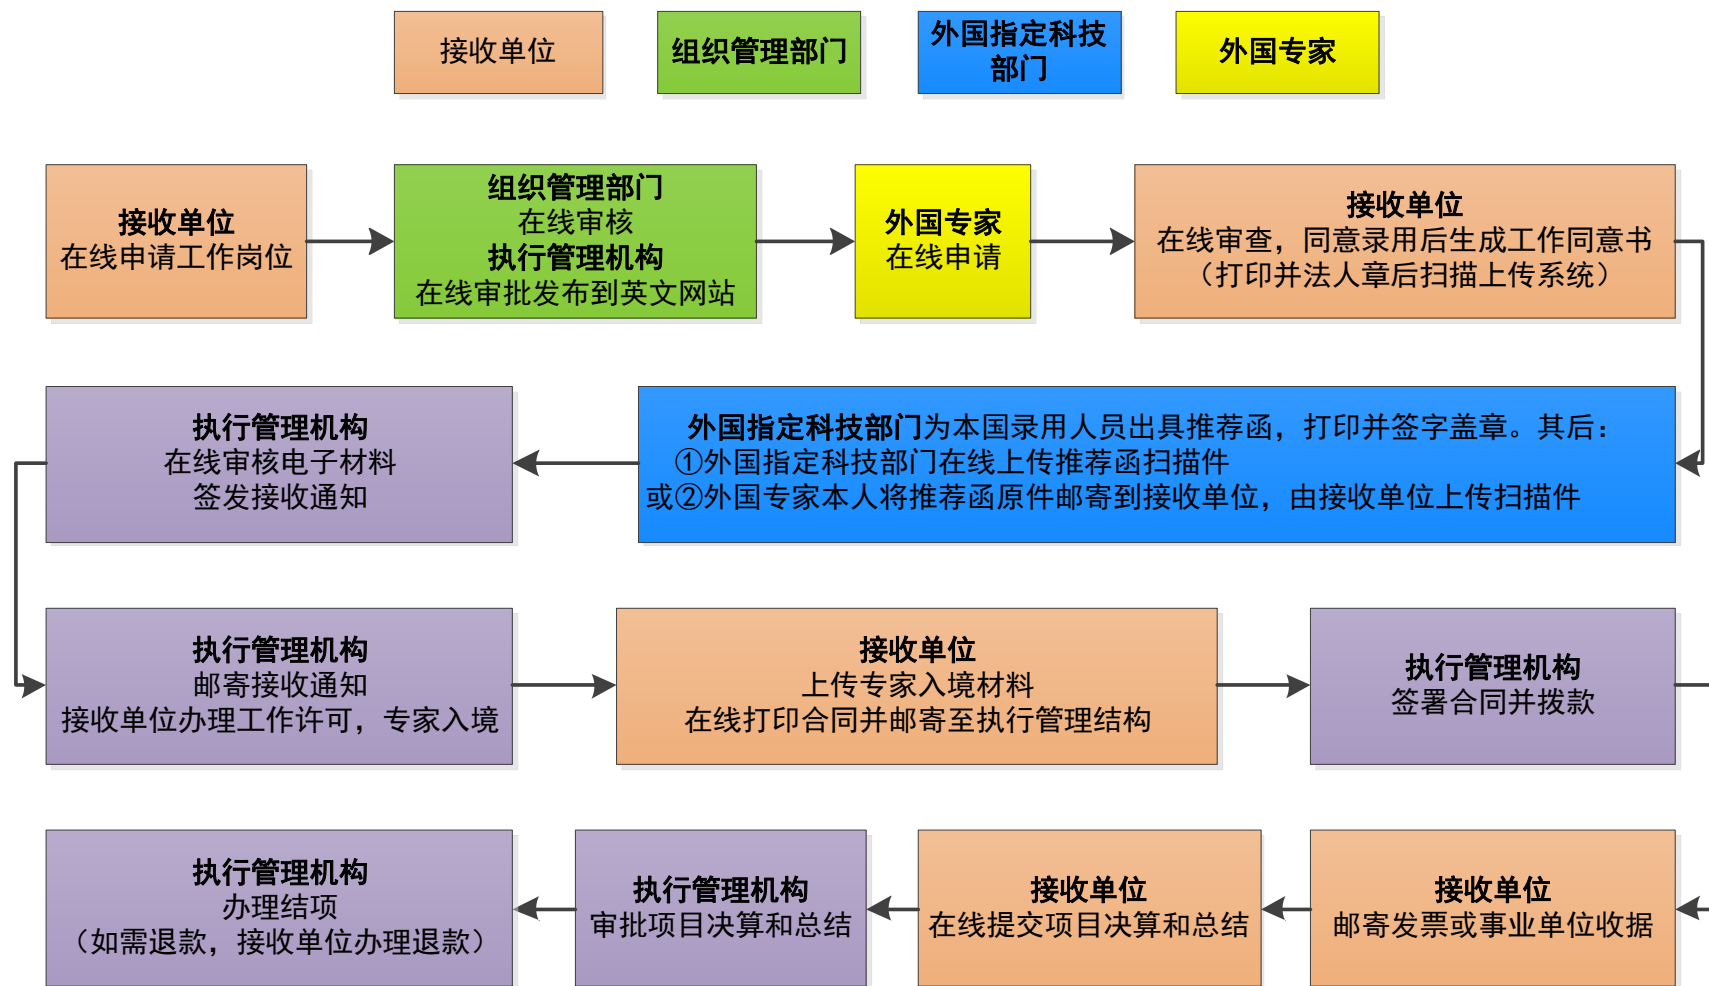 接收单位
组织管理部门
外国指定科技
部门
外国专家
接收单位
在线申请工作岗位
组织管理部门
在线审核
执行管理机构
在线审批发布到英文网站
外国专家
在线申请
接收单位
在线审查，同意录用后生成工作同意书
（打印并法人章后扫描上传系统）
外国指定科技部门为本国录用人员出具推荐函，打印并签字盖章。其后：
①外国指定科技部门在线上传推荐函扫描件
或②外国专家本人将推荐函原件邮寄到接收单位，由接收单位上传扫描件
执行管理机构
在线审核电子材料
签发接收通知
执行管理机构
邮寄接收通知
接收单位办理工作许可，专家入境
接收单位
上传专家入境材料
在线打印合同并邮寄至执行管理结构
执行管理机构
签署合同并拨款
接收单位
邮寄发票或事业单位收据
接收单位
在线提交项目决算和总结
执行管理机构
审批项目决算和总结
执行管理机构
办理结项
（如需退款，接收单位办理退款）